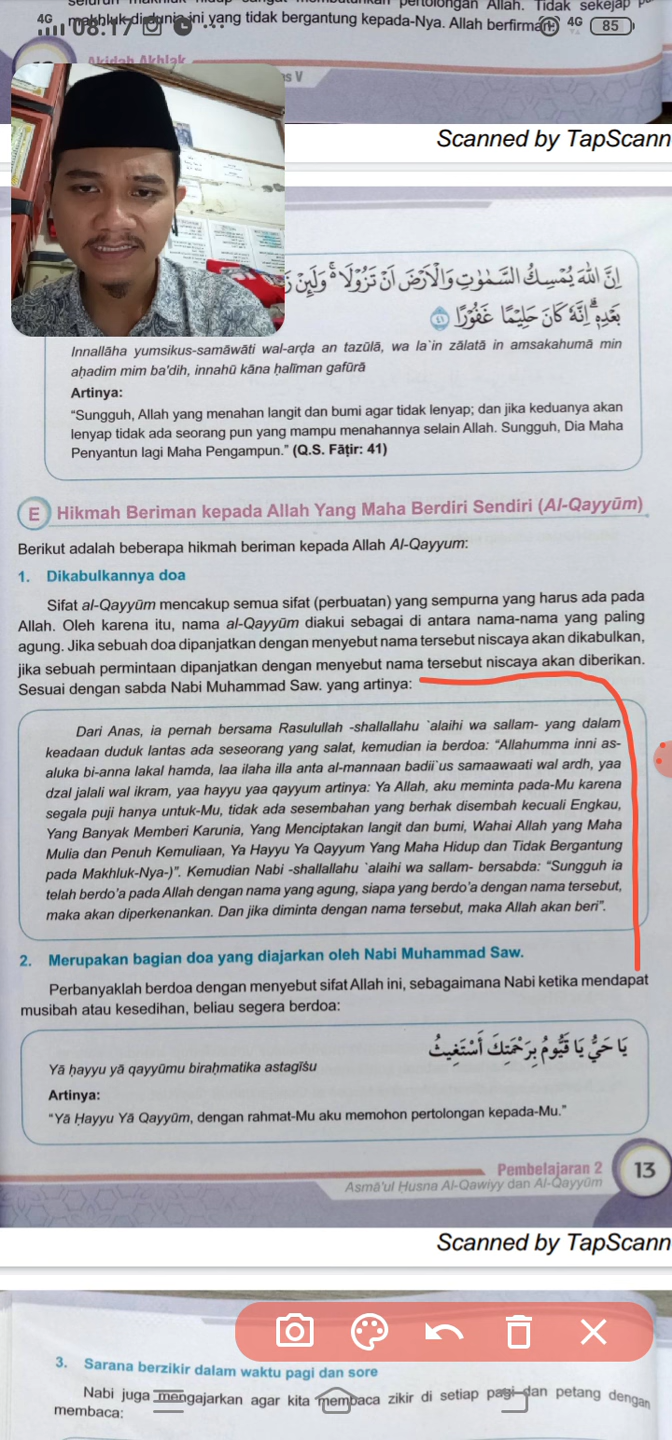 seluruh makhluk hidup sangat membutuhkan pertolongan Allah. Tidak sekejap
makhluk di dunia ini yang tidak bergantung kepada-Nya. Allah berfirman:
4G 08.17 4G 85
Akidah Akhlak
as V
Scanned by TapScann
اِنَّ اللّٰهَ يُمْسِكُ السَّمٰوٰتِ وَالْاَرْضَ اَنْ تَزُوْلَا ەۚ وَلَىِٕنْ
بَعْدِهٖ ۗ اِنَّهٗ كَانَ حَلِيْمًا غَفُوْرًا ٤١
Innallāha yumsikus-samāwāti wal-arḍa an tazūlā, wa la`in zālatā in amsakahumā min
aḥadim mim ba'dih, innahū kāna ḥalīman gafūrā
Artinya:
“Sungguh, Allah yang menahan langit dan bumi agar tidak lenyap; dan jika keduanya akan
lenyap tidak ada seorang pun yang mampu menahannya selain Allah. Sungguh, Dia Maha
Penyantun lagi Maha Pengampun.” (Q.S. Fāṭir: 41)
E Hikmah Beriman kepada Allah Yang Maha Berdiri Sendiri (Al-Qayyūm)
Berikut adalah beberapa hikmah beriman kepada Allah Al-Qayyum:
1. Dikabulkannya doa
Sifat al-Qayyūm mencakup semua sifat (perbuatan) yang sempurna yang harus ada pada
Allah. Oleh karena itu, nama al-Qayyūm diakui sebagai di antara nama-nama yang paling
agung. Jika sebuah doa dipanjatkan dengan menyebut nama tersebut niscaya akan dikabulkan,
jika sebuah permintaan dipanjatkan dengan menyebut nama tersebut niscaya akan diberikan.
Sesuai dengan sabda Nabi Muhammad Saw. yang artinya:
Dari Anas, ia pernah bersama Rasulullah -shallallahu `alaihi wa sallam- yang dalam
keadaan duduk lantas ada seseorang yang salat, kemudian ia berdoa: “Allahumma inni as-
aluka bi-anna lakal hamda, laa ilaha illa anta al-mannaan badii`us samaawaati wal ardh, yaa
dzal jalali wal ikram, yaa hayyu yaa qayyum artinya: Ya Allah, aku meminta pada-Mu karena
segala puji hanya untuk-Mu, tidak ada sesembahan yang berhak disembah kecuali Engkau,
Yang Banyak Memberi Karunia, Yang Menciptakan langit dan bumi, Wahai Allah yang Maha
Mulia dan Penuh Kemuliaan, Ya Hayyu Ya Qayyum Yang Maha Hidup dan Tidak Bergantung
pada Makhluk-Nya-)”. Kemudian Nabi -shallallahu `alaihi wa sallam- bersabda: “Sungguh ia
telah berdo’a pada Allah dengan nama yang agung, siapa yang berdo’a dengan nama tersebut,
maka akan diperkenankan. Dan jika diminta dengan nama tersebut, maka Allah akan beri”.
2. Merupakan bagian doa yang diajarkan oleh Nabi Muhammad Saw.
Perbanyaklah berdoa dengan menyebut sifat Allah ini, sebagaimana Nabi ketika mendapat
musibah atau kesedihan, beliau segera berdoa:
يَا حَيُّ يَا قَيُّومُ بِرَحْمَتِكَ أَسْتَغِيثُ
Yā ḥayyu yā qayyūmu biraḥmatika astagīṡu
Artinya:
“Yā Ḥayyu Yā Qayyūm, dengan rahmat-Mu aku memohon pertolongan kepada-Mu.”
Pembelajaran 2
Asmā'ul Ḥusna Al-Qawiyy dan Al-Qayyūm
13
Scanned by TapScann
3. Sarana berzikir dalam waktu pagi dan sore
Nabi juga mengajarkan agar kita membaca zikir di setiap pagi dan petang dengan
membaca: